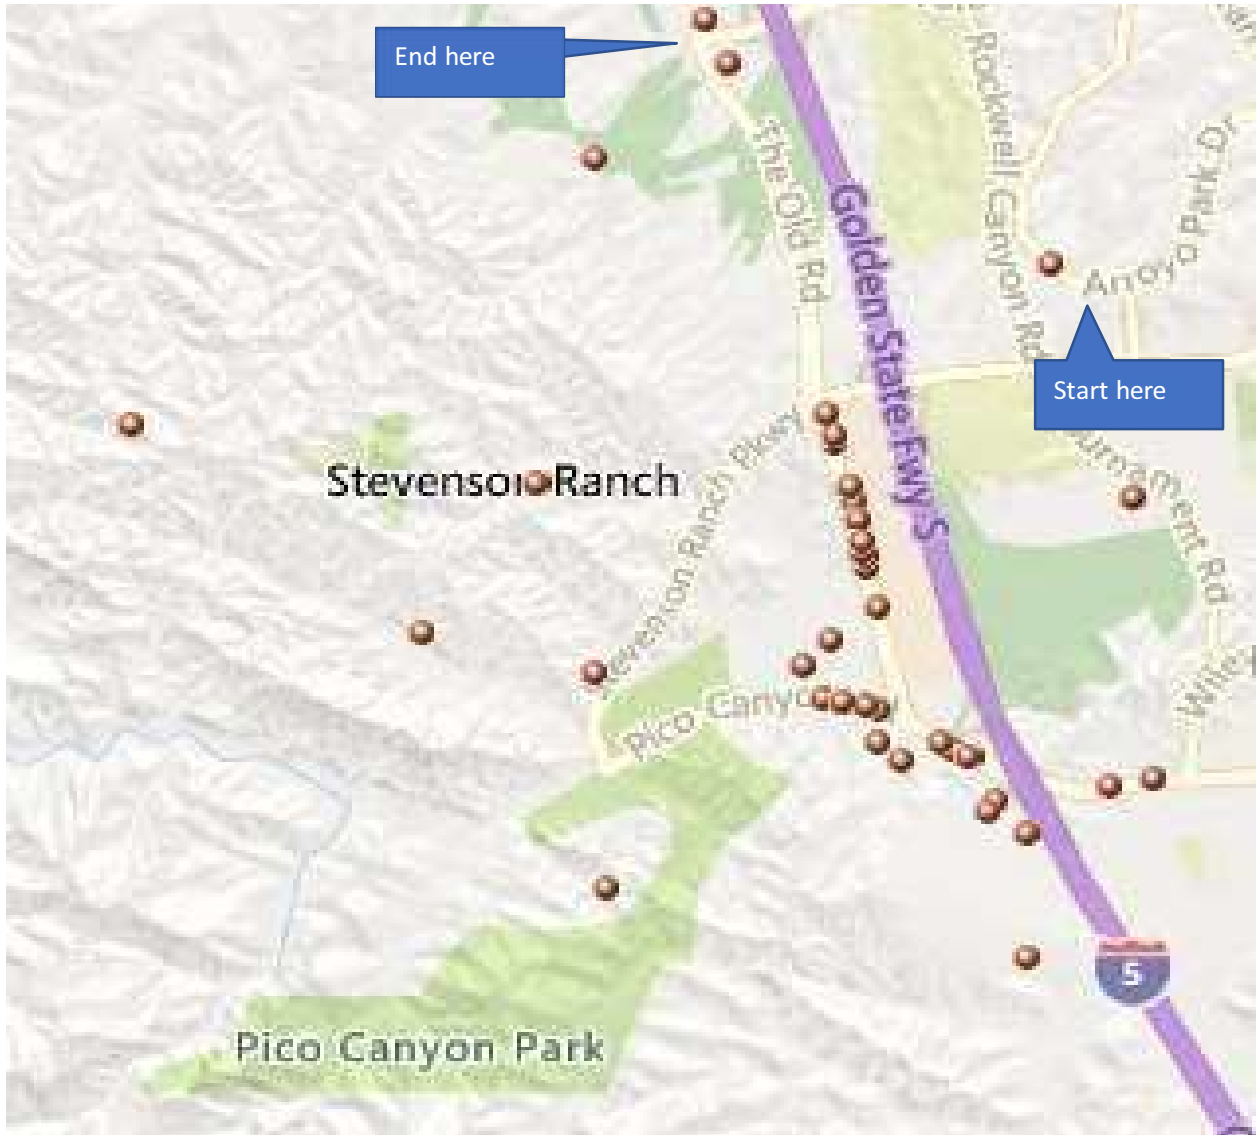 End here
The Old Rd
Golden State Fwy S
Rockwell Canyon Rd
Arroyo Park Dr
Start here
Stevenson Ranch
Stevenson Ranch Pkwy
Pico Canyon
5
Pico Canyon Park